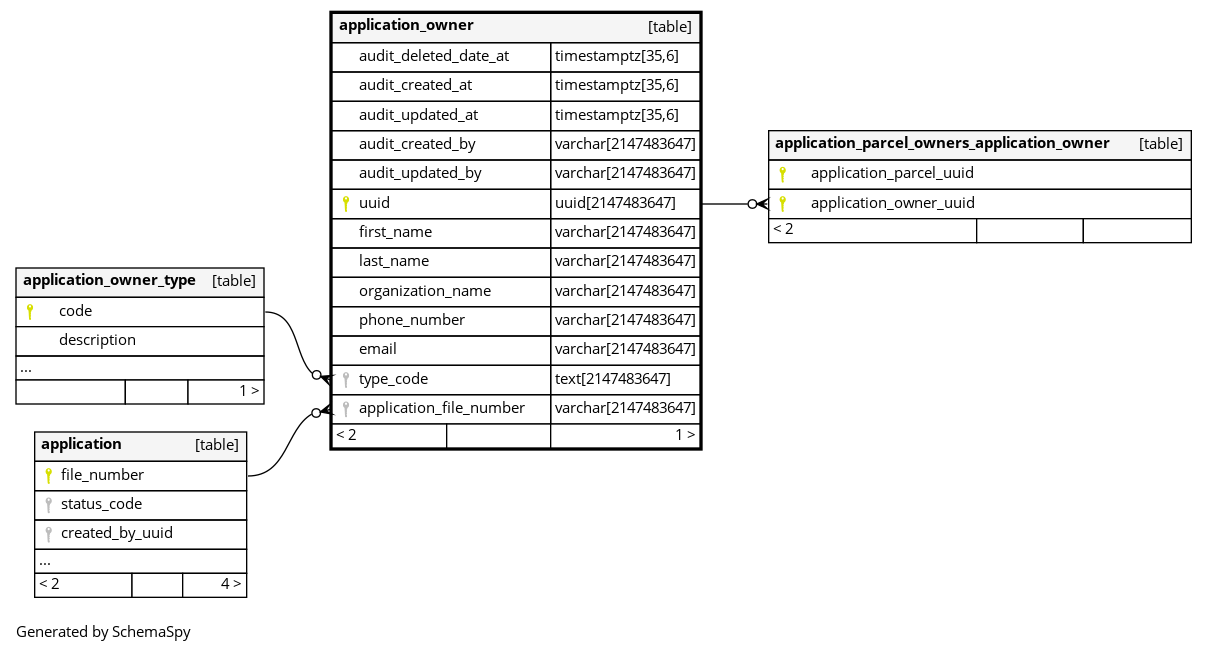 application_owner [table]
audit_deleted_date_at timestamptz[35,6]
audit_created_at timestamptz[35,6]
audit_updated_at timestamptz[35,6]
audit_created_by varchar[2147483647]
audit_updated_by varchar[2147483647]
uuid uuid[2147483647]
first_name varchar[2147483647]
last_name varchar[2147483647]
organization_name varchar[2147483647]
phone_number varchar[2147483647]
email varchar[2147483647]
type_code text[2147483647]
application_file_number varchar[2147483647]
< 2 1 >
application_parcel_owners_application_owner [table]
application_parcel_uuid
application_owner_uuid
< 2
application_owner_type [table]
code
description
...
1 >
application [table]
file_number
status_code
created_by_uuid
...
< 2 4 >
Generated by SchemaSpy